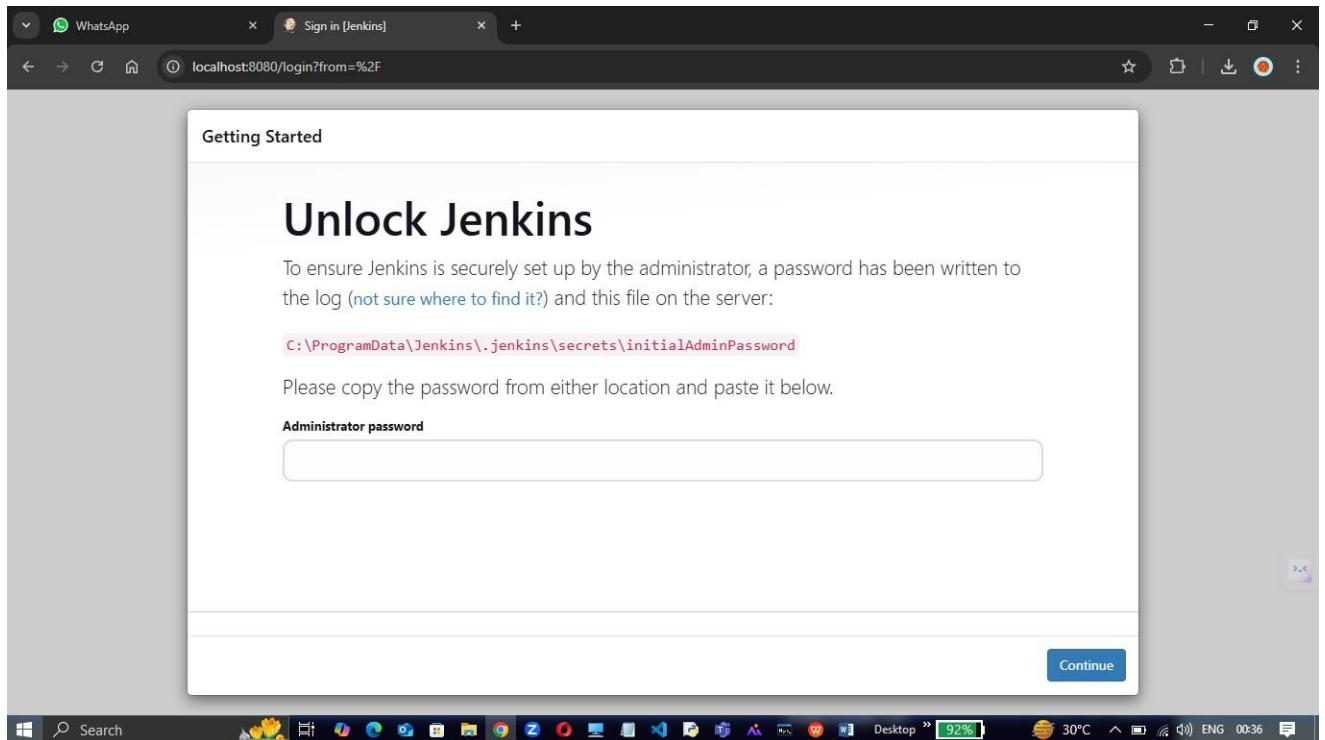 WhatsApp
Sign in [Jenkins]
localhost:8080/login?from=%2F
Getting Started
Unlock Jenkins
To ensure Jenkins is securely set up by the administrator, a password has been written to
the log (not sure where to find it?) and this file on the server:
C:\ProgramData\Jenkins\.jenkins\secrets\initialAdminPassword
Please copy the password from either location and paste it below.
Administrator password
Continue
Search
Desktop
92%
30°C
ENG
00:36